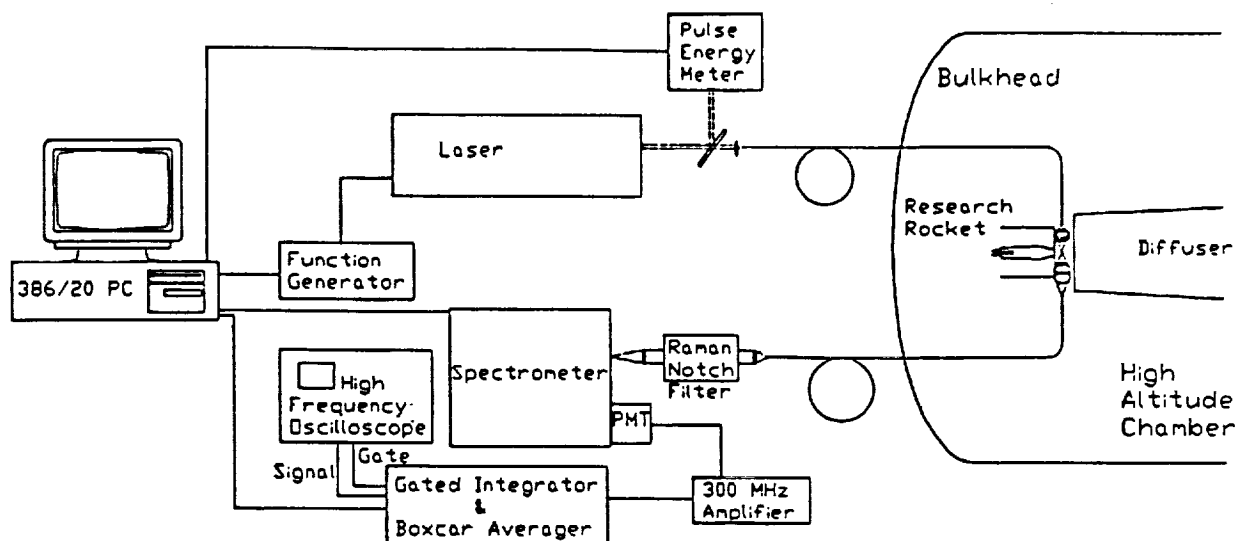 Pulse
Energy
Meter
Bulkhead
Laser
Research
Rocket
Diffuser
Function
Generator
386/20 PC
Raman
Notch
Filter
Spectrometer
High
Frequency
Oscilloscope
PMT
High
Altitude
Chamber
Gate
Signal
Gated Integrator
&
Boxcar Averager
300 MHz
Amplifier